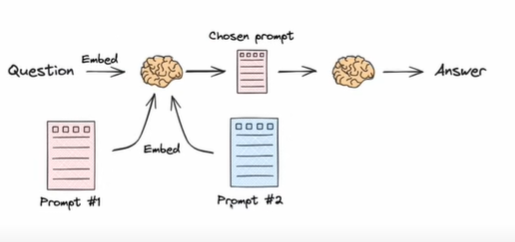 Chosen prompt
Embed
Question
Answer
Embed
Prompt #1
Prompt #2